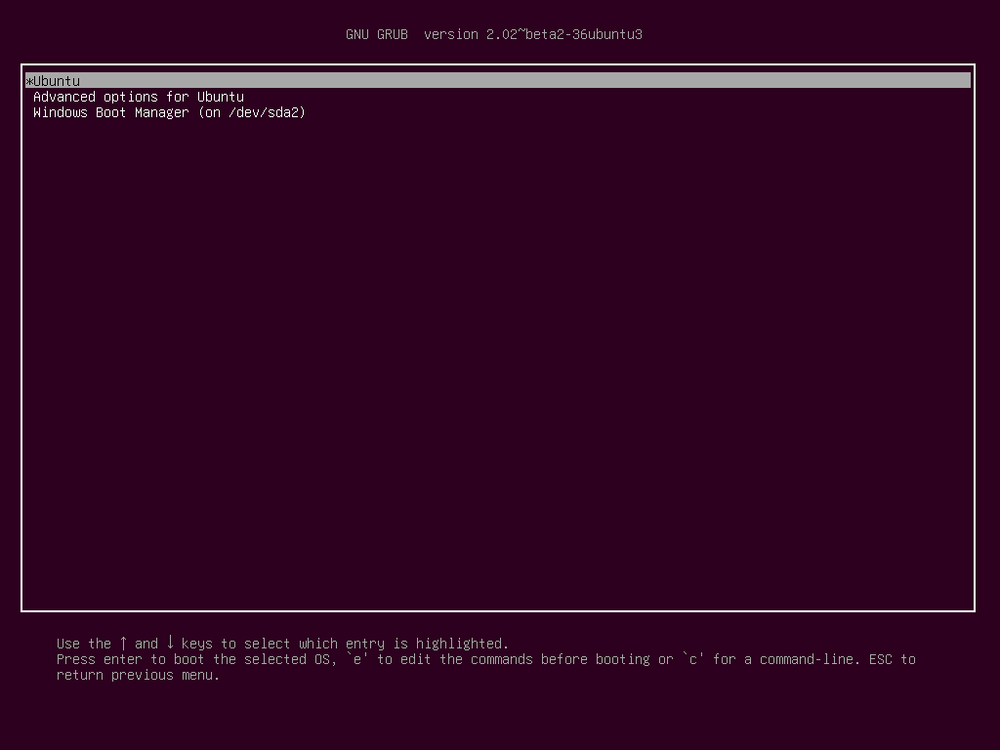 GNU GRUB  version 2.02~beta2-36ubuntu3
*Ubuntu
Advanced options for Ubuntu
Windows Boot Manager (on /dev/sda2)
Use the ↑ and ↓ keys to select which entry is highlighted.
Press enter to boot the selected OS, `e' to edit the commands before booting or `c' for a command-line. ESC to
return previous menu.